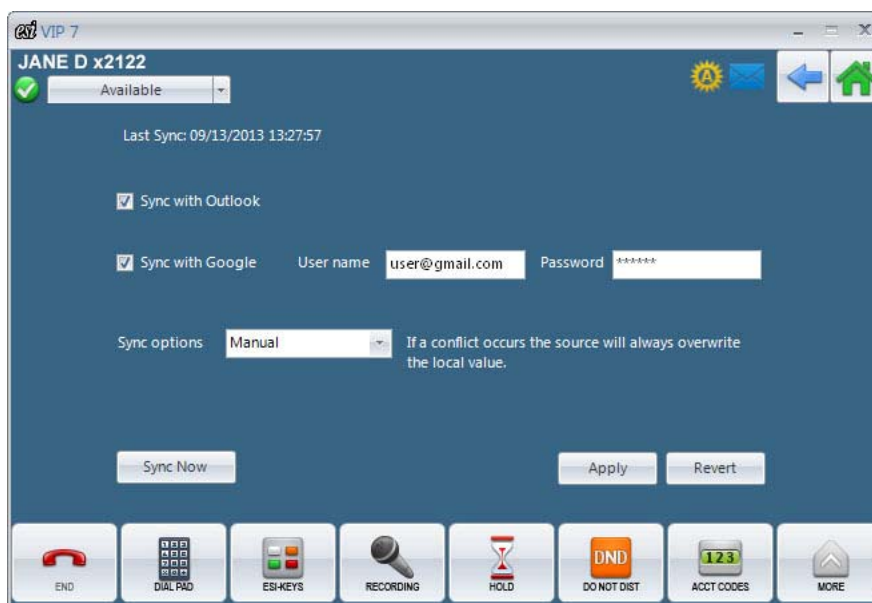 esi VIP 7
JANE D x2122
Available
A
Last Sync: 09/13/2013 13:27:57
Sync with Outlook
Sync with Google User name user@gmail.com Password ******
Sync options Manual If a conflict occurs the source will always overwrite
the local value.
Sync Now Apply Revert
DND 123
END DIAL PAD ESI-KEYS RECORDING HOLD DO NOT DIST ACCT CODES MORE